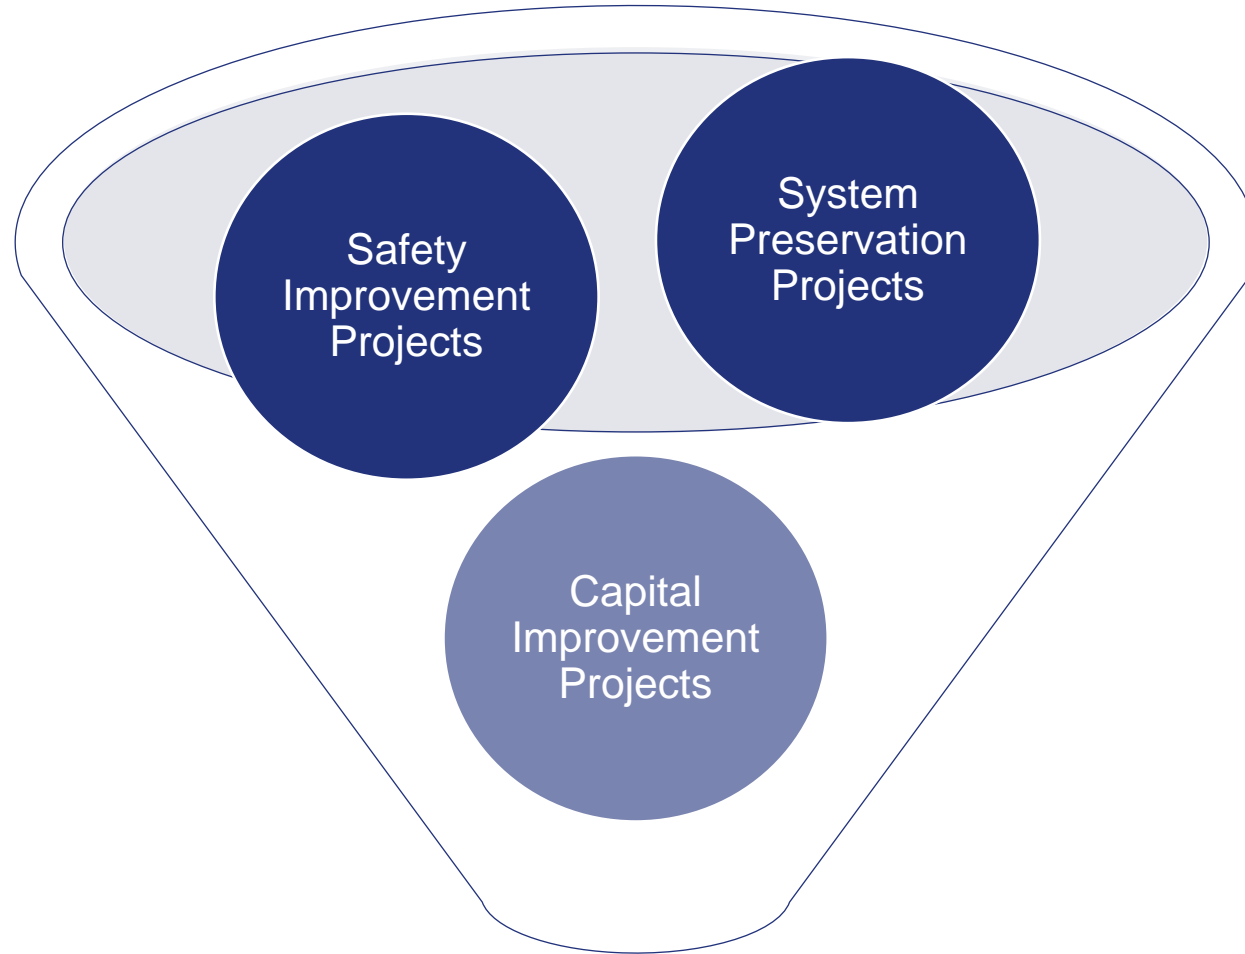 Safety
Improvement
Projects
System
Preservation
Projects
Capital
Improvement
Projects